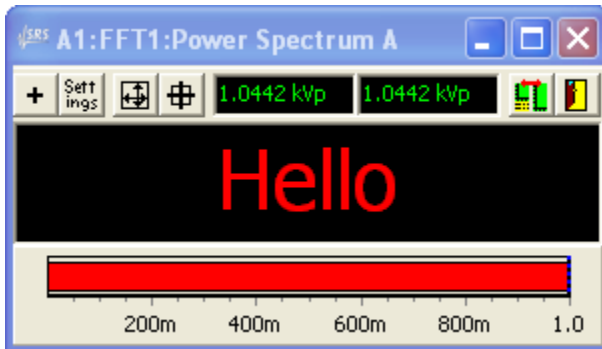 SRS A1:FFT1:Power Spectrum A
+ Sett
ings 1.0442 kVp 1.0442 kVp
Hello
200m 400m 600m 800m 1.0